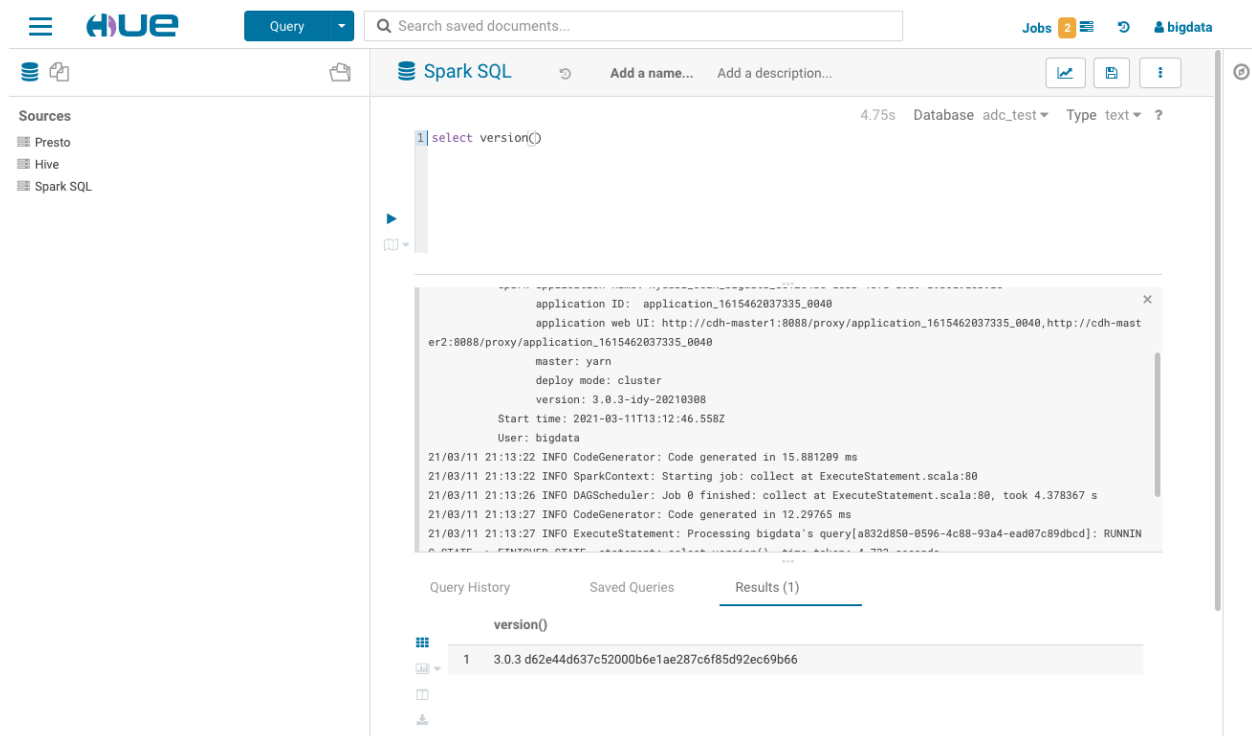 HUE
Query
Search saved documents...
Jobs 2
bigdata
Spark SQL
Add a name...
Add a description...
Sources
Presto
Hive
Spark SQL
4.75s Database adc_test Type text ?
1 select version()
application ID: application_1615462037335_0040
application web UI: http://cdh-master1:8088/proxy/application_1615462037335_0040,http://cdh-mast
er2:8088/proxy/application_1615462037335_0040
master: yarn
deploy mode: cluster
version: 3.0.3-idy-20210308
Start time: 2021-03-11T13:12:46.558Z
User: bigdata
21/03/11 21:13:22 INFO CodeGenerator: Code generated in 15.881209 ms
21/03/11 21:13:22 INFO SparkContext: Starting job: collect at ExecuteStatement.scala:80
21/03/11 21:13:26 INFO DAGScheduler: Job 0 finished: collect at ExecuteStatement.scala:80, took 4.378367 s
21/03/11 21:13:27 INFO CodeGenerator: Code generated in 12.29765 ms
21/03/11 21:13:27 INFO ExecuteStatement: Processing bigdata's query[a832d850-0596-4c88-93a4-ead07c89dbcd]: RUNNIN
Query History
Saved Queries
Results (1)
version()
1 3.0.3 d62e44d637c52000b6e1ae287c6f85d92ec69b66